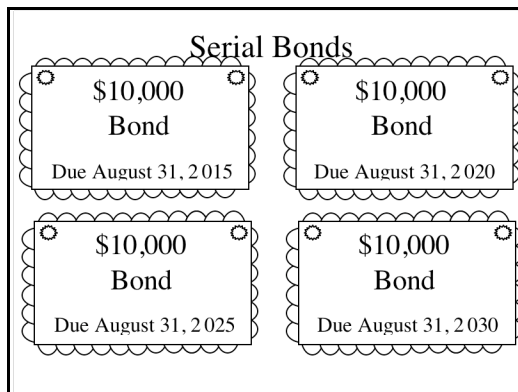 Serial Bonds
$10,000
Bond
Due August 31, 2015
$10,000
Bond
Due August 31, 2020
$10,000
Bond
Due August 31, 2025
$10,000
Bond
Due August 31, 2030